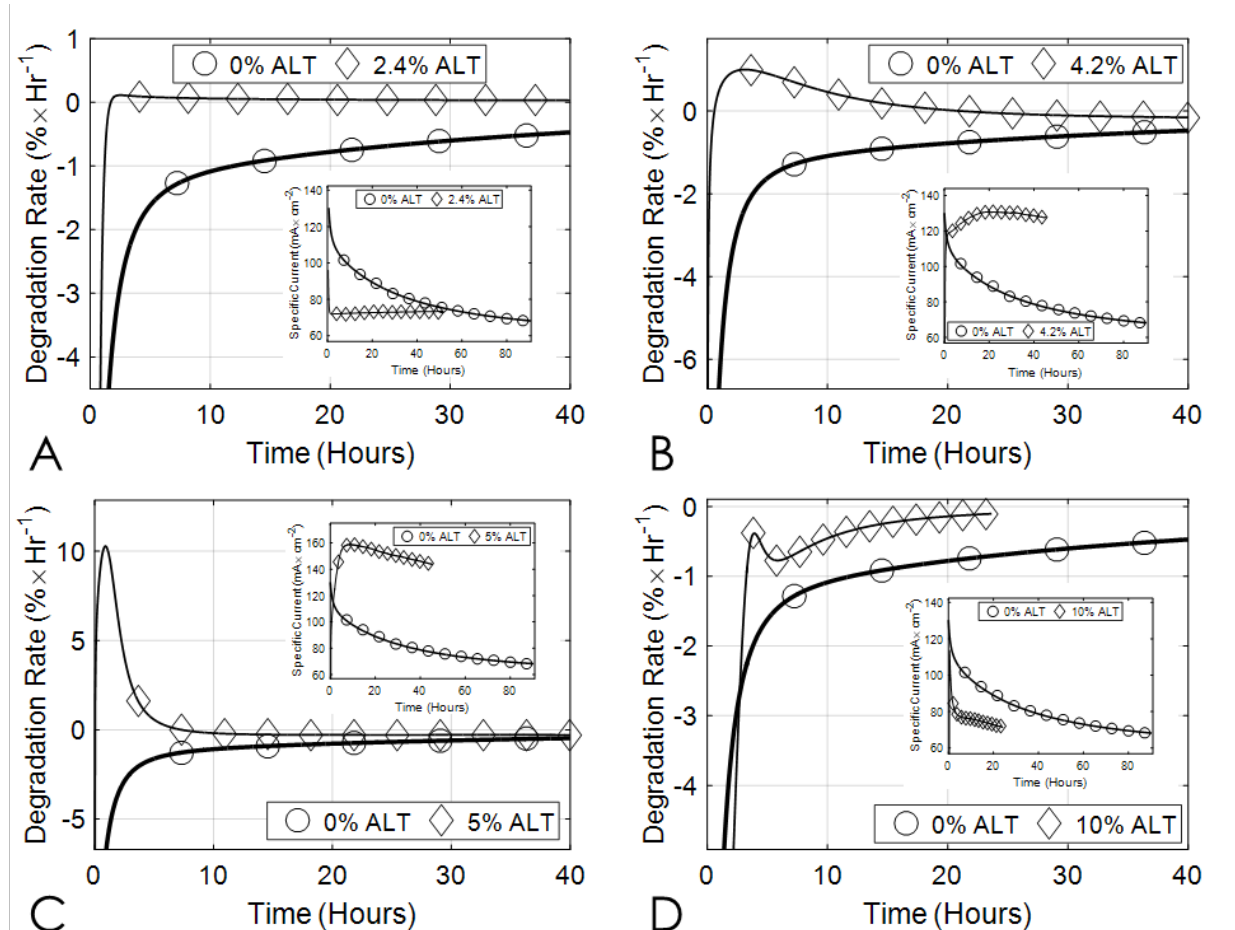 1
0
-1
-2
-3
-4
0
10
20
30
40
Degradation Rate (% × Hr-1)
Time (Hours)
0% ALT 2.4% ALT
140
120
100
80
60
0 20 40 60 80
Specific Current (mA × cm-2)
Time (Hours)
0% ALT 2.4% ALT
A
0
-2
-4
-6
0
10
20
30
40
Degradation Rate (% × Hr-1)
Time (Hours)
0% ALT 4.2% ALT
140
120
100
80
60
0 20 40 60 80
Specific Current (mA × cm-2)
Time (Hours)
0% ALT 4.2% ALT
B
10
5
0
-5
0
10
20
30
40
Degradation Rate (% × Hr-1)
Time (Hours)
0% ALT 5% ALT
160
140
120
100
80
60
0 20 40 60 80
Specific Current (mA × cm-2)
Time (Hours)
0% ALT 5% ALT
C
0
-1
-2
-3
-4
0
10
20
30
40
Degradation Rate (% × Hr-1)
Time (Hours)
0% ALT 10% ALT
140
120
100
80
60
0 20 40 60 80
Specific Current (mA × cm-2)
Time (Hours)
0% ALT 10% ALT
D